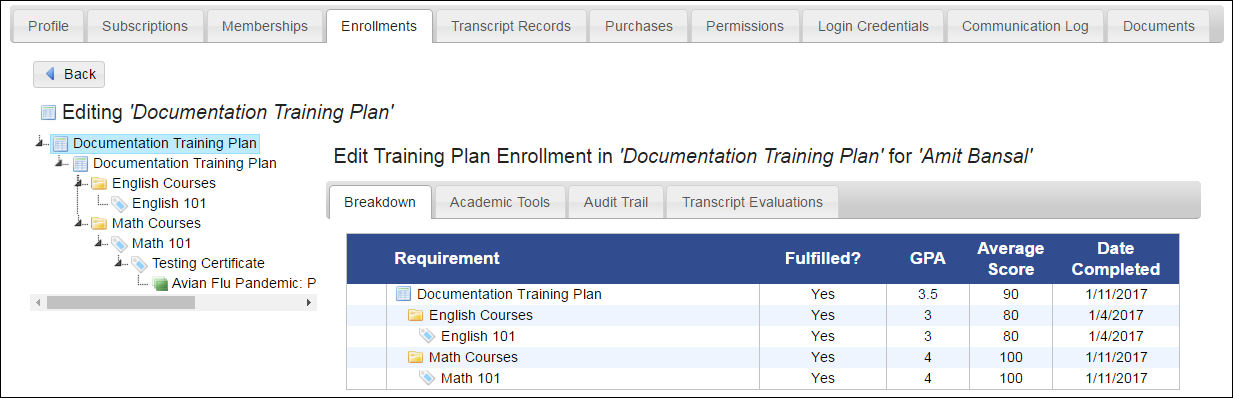 Profile Subscriptions Memberships Enrollments Transcript Records Purchases Permissions Login Credentials Communication Log Documents
Back
Editing 'Documentation Training Plan'
Documentation Training Plan
Documentation Training Plan
English Courses
English 101
Math Courses
Math 101
Testing Certificate
Avian Flu Pandemic: P
Edit Training Plan Enrollment in 'Documentation Training Plan' for 'Amit Bansal'
Breakdown Academic Tools Audit Trail Transcript Evaluations
Requirement Fulfilled? GPA Average Score Date Completed
Documentation Training Plan Yes 3.5 90 1/11/2017
English Courses Yes 3 80 1/4/2017
English 101 Yes 3 80 1/4/2017
Math Courses Yes 4 100 1/11/2017
Math 101 Yes 4 100 1/11/2017